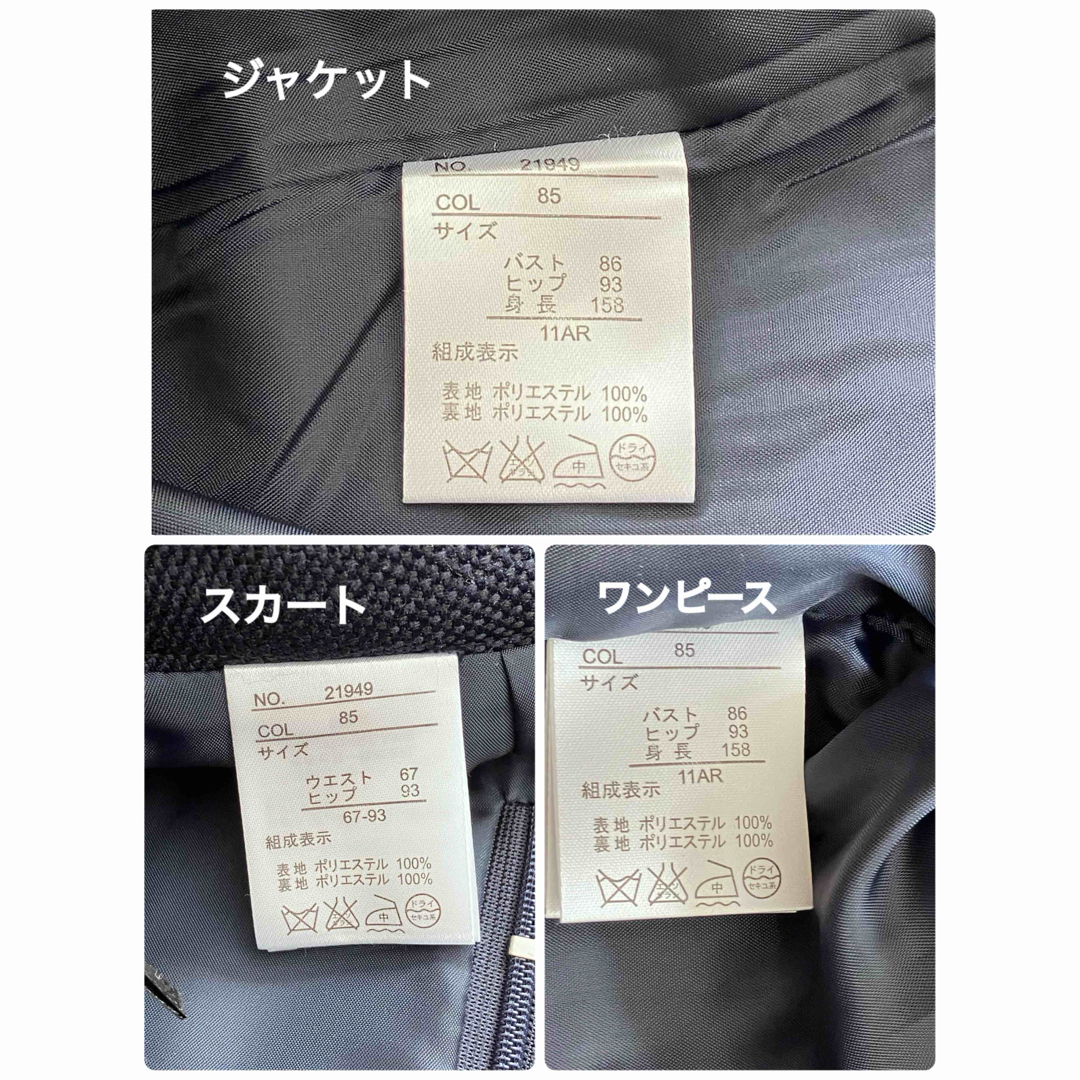 ジャケット
NO. 21949
COL 85
サイズ
バスト 86
ヒップ 93
身長 158
11AR
組成表示
表地 ポリエステル 100%
裏地 ポリエステル 100%
中 ドライ
セキユ系
スカート
NO. 21949
COL 85
サイズ
ウエスト 67
ヒップ 93
67-93
組成表示
表地 ポリエステル 100%
裏地 ポリエステル 100%
中 ドライ
セキユ系
ワンピース
COL 85
サイズ
バスト 86
ヒップ 93
身長 158
11AR
組成表示
表地 ポリエステル 100%
裏地 ポリエステル 100%
中 ドライ
セキユ系